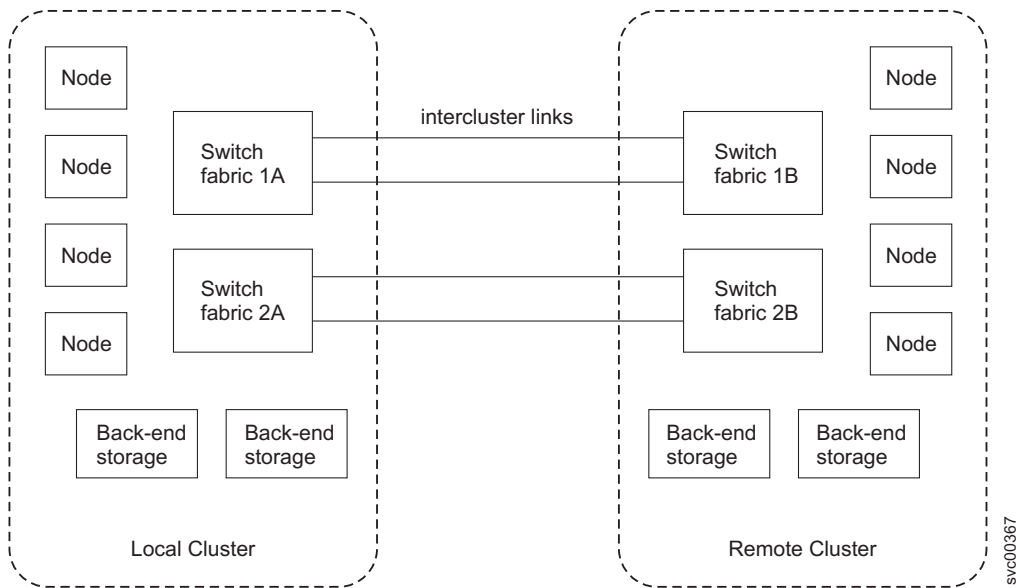 Node
Node
Node
Node
Switch
fabric 1A
Switch
fabric 2A
Back-end
storage
Back-end
storage
Local Cluster
intercluster links
Switch
fabric 1B
Switch
fabric 2B
Node
Node
Node
Node
Back-end
storage
Back-end
storage
Remote Cluster
svc00367